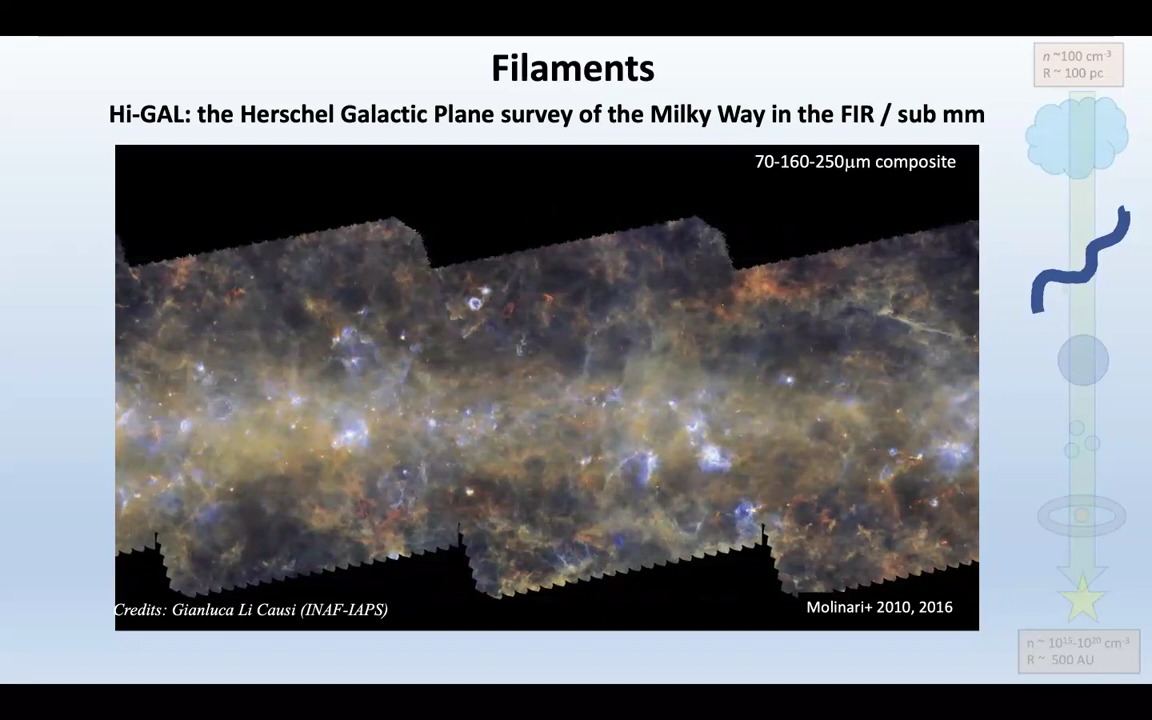 Filaments
Hi-GAL: the Herschel Galactic Plane survey of the Milky Way in the FIR / sub mm
70-160-250μm composite
Credits: Gianluca Li Causi (INAF-IAPS)
Molinari+ 2010, 2016
n ~100 cm⁻³
R ~ 100 pc
n ~ 10¹⁵-10²⁰ cm⁻³
R ~ 500 AU